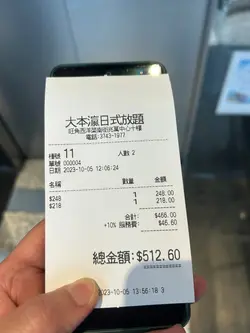 大本瀛日式放題
旺角西洋菜南街兆萬中心十樓
電話:3743-1977
檯號 11 人數 2
單號 000004
日期 2023-10-05 12:06:24
名稱 數量 金額
$248 1 248.00
$218 1 218.00
合計: $466.00
+10% 服務費: $46.60
總金額:$512.60
2023-10-05 13:56:18 3